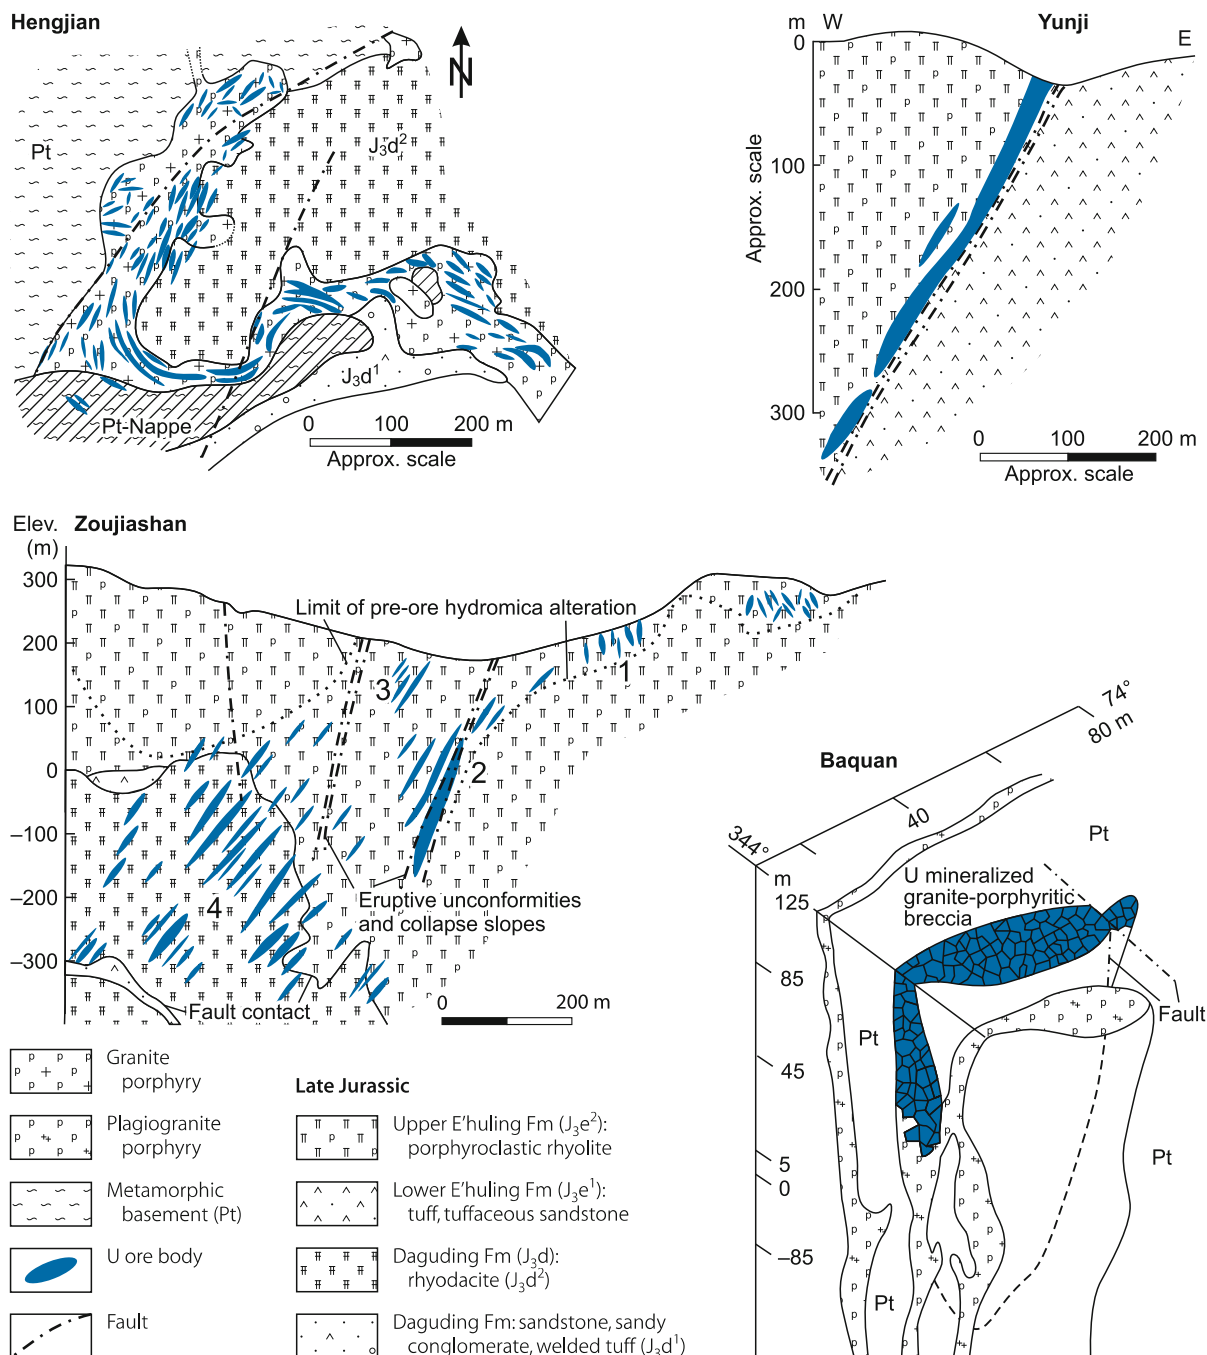 Hengjian
N
Pt
J₃d²
J₃d¹
Pt-Nappe
0 100 200 m
Approx. scale
Yunji
m W
E
0
100
200
300
Approx. scale
0 100 200 m
Approx. scale
Elev. Zoujiashan
(m)
300
200
100
0
–100
–200
–300
Limit of pre-ore hydromica alteration
1
2
3
4
Eruptive unconformities
and collapse slopes
Fault contact
0 200 m
Baquan
74°
80 m
40
344°
m
125
85
45
5
0
–85
Pt
U mineralized
granite-porphyritic
breccia
Fault
Pt
Pt
Pt
Granite
porphyry
Plagiogranite
porphyry
Metamorphic
basement (Pt)
U ore body
Fault
Late Jurassic
Upper E'huling Fm (J₃e²):
porphyroclastic rhyolite
Lower E'huling Fm (J₃e¹):
tuff, tuffaceous sandstone
Daguding Fm (J₃d):
rhyodacite (J₃d²)
Daguding Fm: sandstone, sandy
conglomerate, welded tuff (J₃d¹)